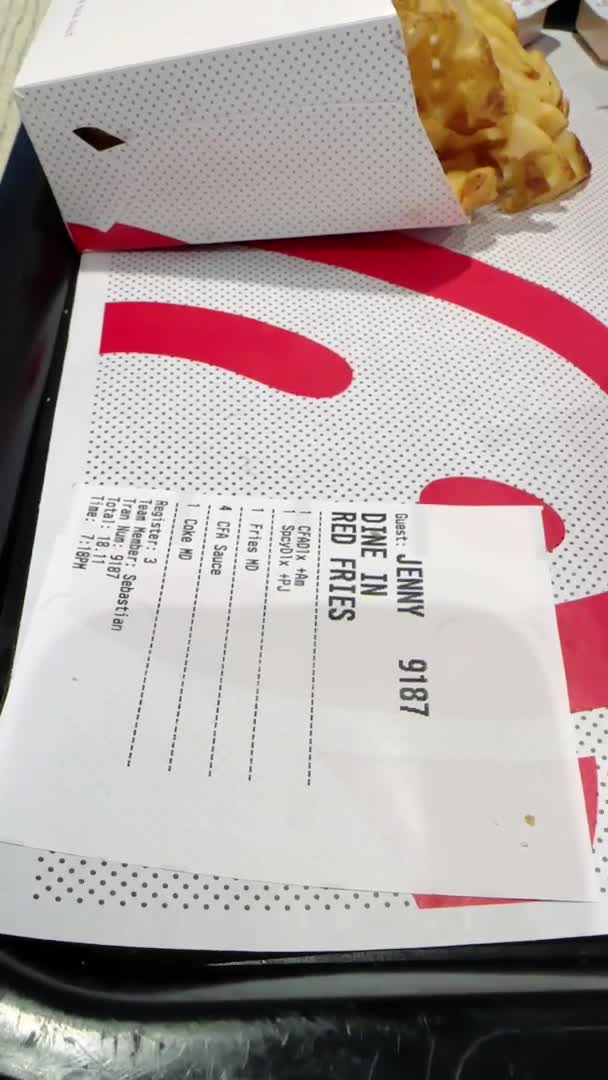 Guest: JENNY 9187
DINE IN
RED FRIES
1 CFADlx +Am
1 SpcyDlx +PJ
1 Fries MD
4 CFA Sauce
1 Coke MD
Register: 3
Team Member: Sebastian
Tran Num: 9187
Total: 18.11
Time: 7:18PM